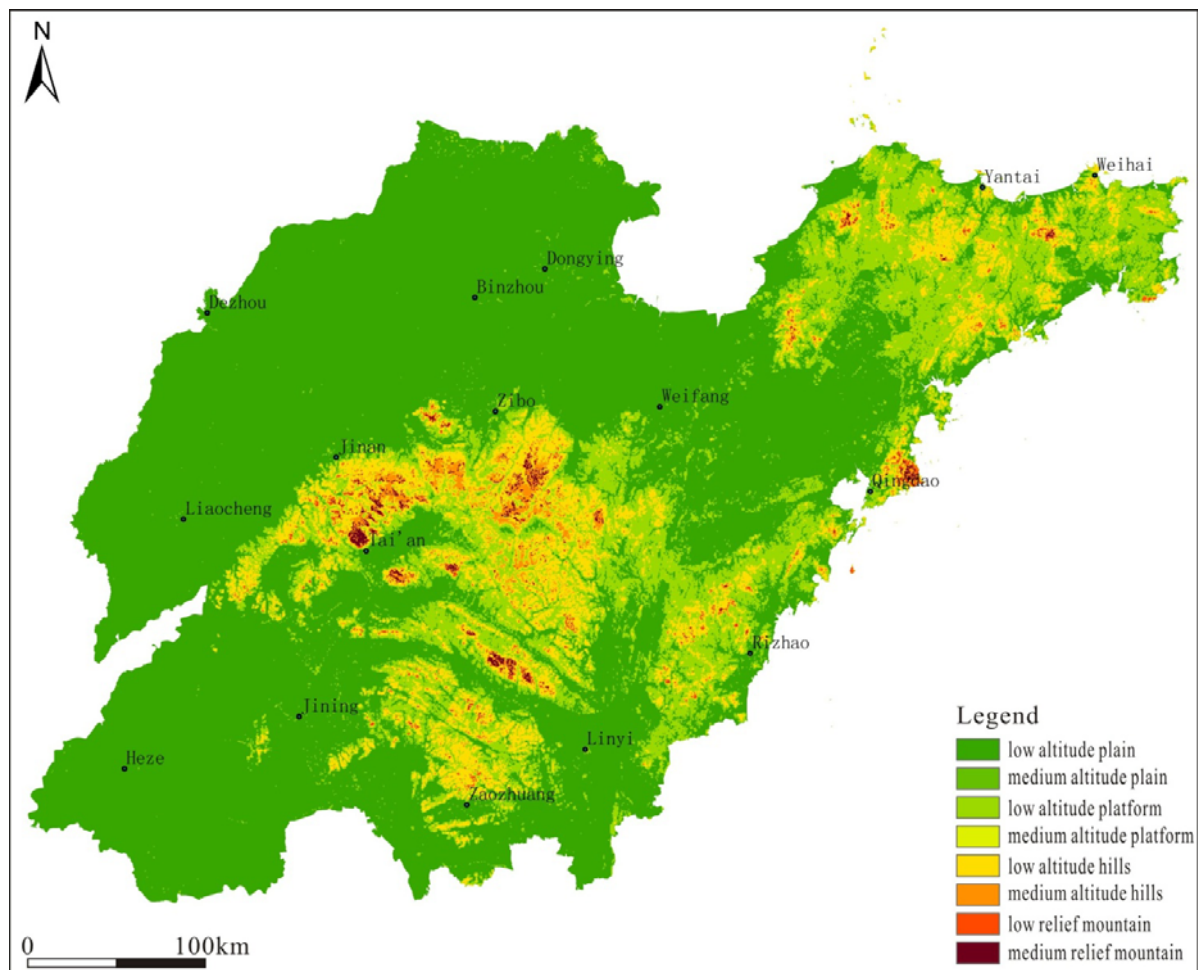 N
Weihai
Yantai
Dongying
Binzhou
Dezhou
Zibo
Weifang
Jinan
Qingdao
Liaocheng
Tai'an
Rizhao
Jining
Linyi
Heze
Zaozhuang
Legend
low altitude plain
medium altitude plain
low altitude platform
medium altitude platform
low altitude hills
medium altitude hills
low relief mountain
medium relief mountain
0 100km